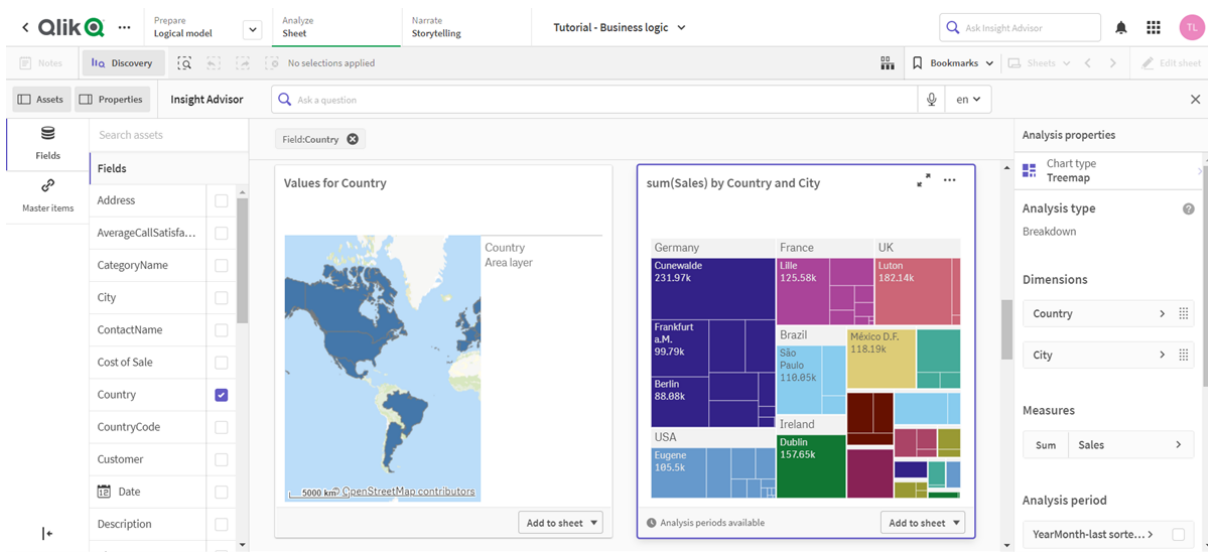 Qlik
Prepare
Logical model
Analyze
Sheet
Narrate
Storytelling
Tutorial - Business logic
Ask Insight Advisor
TL
Notes
Discovery
No selections applied
Bookmarks
Sheets
Edit sheet
Assets
Properties
Insight Advisor
Ask a question
en
Fields
Master items
Search assets
Fields
Address
AverageCallSatisfa...
CategoryName
City
ContactName
Cost of Sale
Country
CountryCode
Customer
Date
Description
Field:Country
Values for Country
Country
Area layer
5000 km
© OpenStreetMap contributors
Add to sheet
sum(Sales) by Country and City
Germany
Cunewalde
231.97k
Frankfurt
a.M.
99.79k
Berlin
88.08k
USA
Eugene
105.5k
France
Lille
125.58k
UK
Luton
182.14k
Brazil
São
Paulo
110.05k
México D.F.
118.19k
Ireland
Dublin
157.65k
Analysis periods available
Add to sheet
Analysis properties
Chart type
Treemap
Analysis type
Breakdown
Dimensions
Country
City
Measures
Sum
Sales
Analysis period
YearMonth-last sorte...